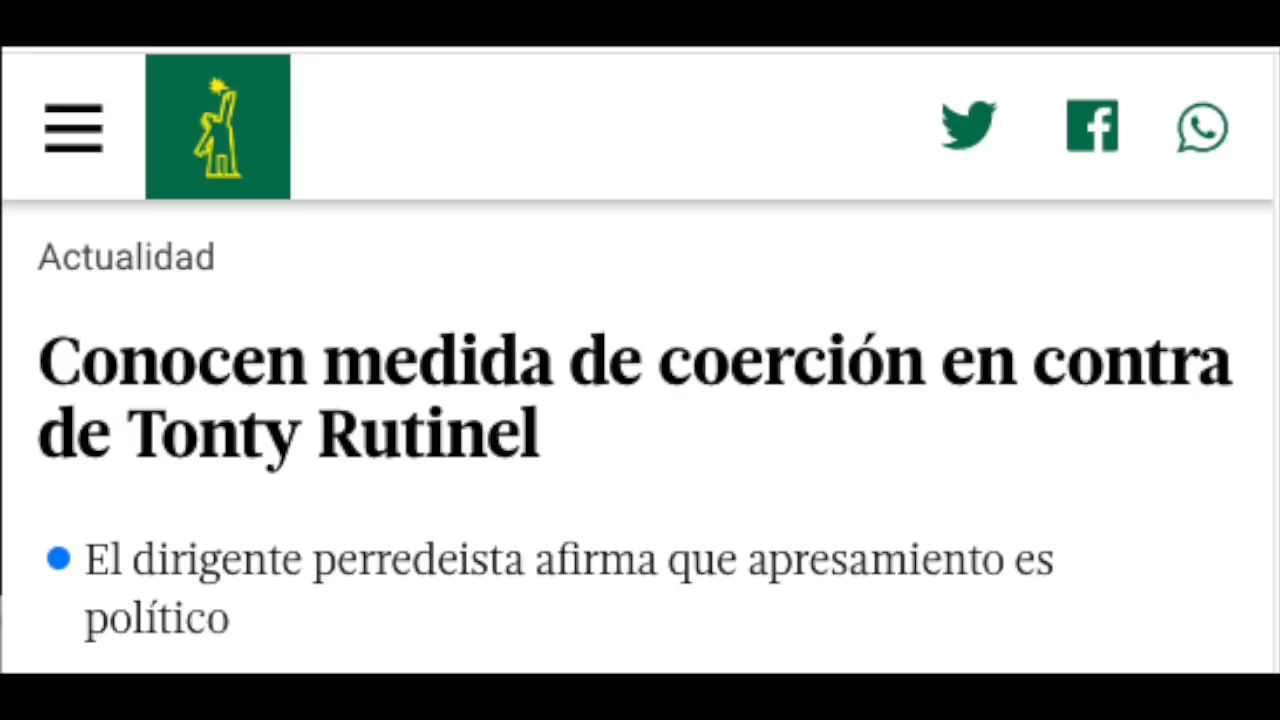 Actualidad
Conocen medida de coerción en contra
de Tonty Rutinel
El dirigente perredeista afirma que apresamiento es
político